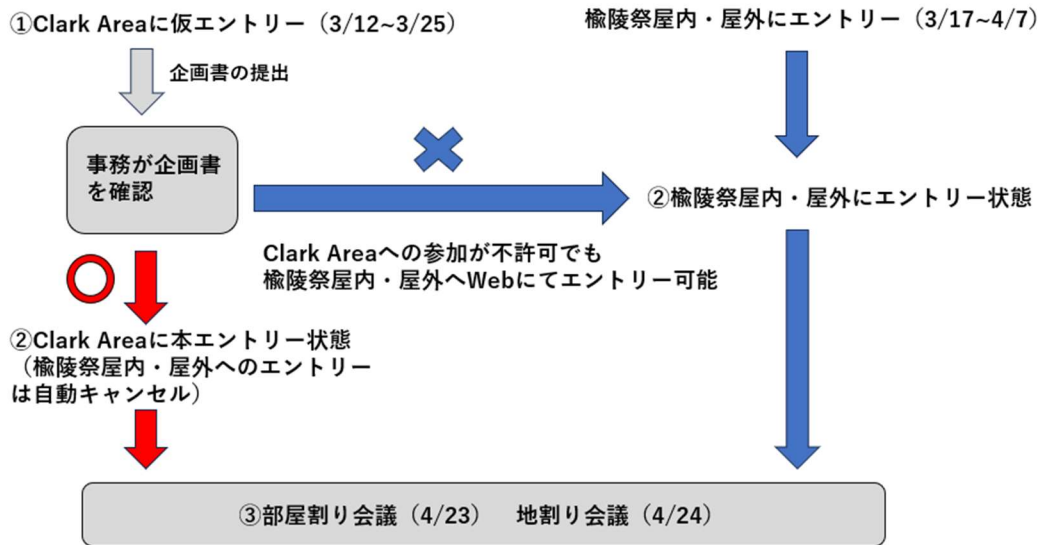 ①Clark Areaに仮エントリー（3/12~3/25）
楡陵祭屋内・屋外にエントリー（3/17~4/7）
企画書の提出
事務が企画書
を確認
②楡陵祭屋内・屋外にエントリー状態
Clark Areaへの参加が不許可でも
楡陵祭屋内・屋外へWebにてエントリー可能
②Clark Areaに本エントリー状態
（楡陵祭屋内・屋外へのエントリー
は自動キャンセル）
③部屋割り会議（4/23）　地割り会議（4/24）